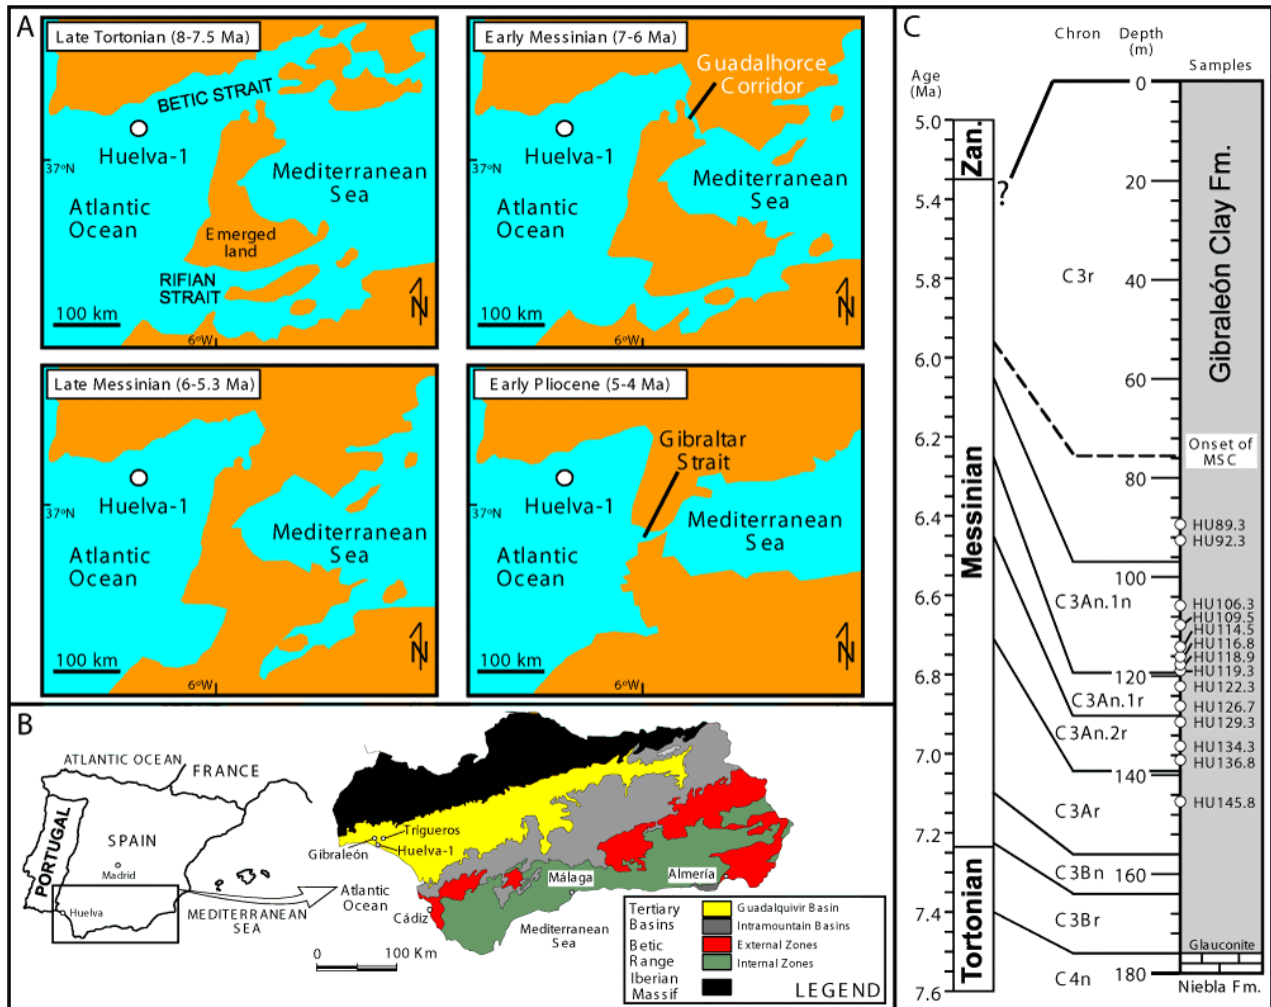 A
Late Tortonian (8-7.5 Ma)
BETIC STRAIT
Huelva-1
37ºN
Mediterranean
Sea
Atlantic
Ocean
Emerged
land
RIFIAN
STRAIT
100 km
6ºW
N
Early Messinian (7-6 Ma)
Guadalhorce
Corridor
Huelva-1
37ºN
Mediterranean
Sea
Atlantic
Ocean
100 km
6ºW
N
Late Messinian (6-5.3 Ma)
Huelva-1
37ºN
Atlantic
Ocean
Mediterranean
Sea
100 km
6ºW
N
Early Pliocene (5-4 Ma)
Gibraltar
Strait
Huelva-1
37ºN
Mediterranean
Sea
Atlantic
Ocean
100 km
6ºW
N
B
ATLANTIC OCEAN
FRANCE
PORTUGAL
SPAIN
Madrid
Huelva
MEDITERRANEAN
SEA
Trigueros
Gibraleón
Huelva-1
Atlantic
Ocean
Cádiz
Málaga
Almería
Mediterranean
Sea
0
100 Km
Tertiary
Basins
Guadalquivir Basin
Intramountain Basins
Betic
Range
External Zones
Internal Zones
Iberian
Massif
LEGEND
C
Chron
Depth
(m)
Samples
Age
(Ma)
5.0
5.4
5.8
6.0
6.2
6.4
6.6
6.8
7.0
7.2
7.4
7.6
Zan.
Messinian
Tortonian
?
C3r
C3An.1n
C3An.1r
C3An.2r
C3Ar
C3Bn
C3Br
C4n
0
20
40
60
80
100
120
140
160
180
Gibraleón Clay Fm.
Onset of
MSC
HU89.3
HU92.3
HU106.3
HU109.5
HU114.5
HU116.8
HU118.9
HU119.3
HU122.3
HU126.7
HU129.3
HU134.3
HU136.8
HU145.8
Glauconite
Niebla Fm.